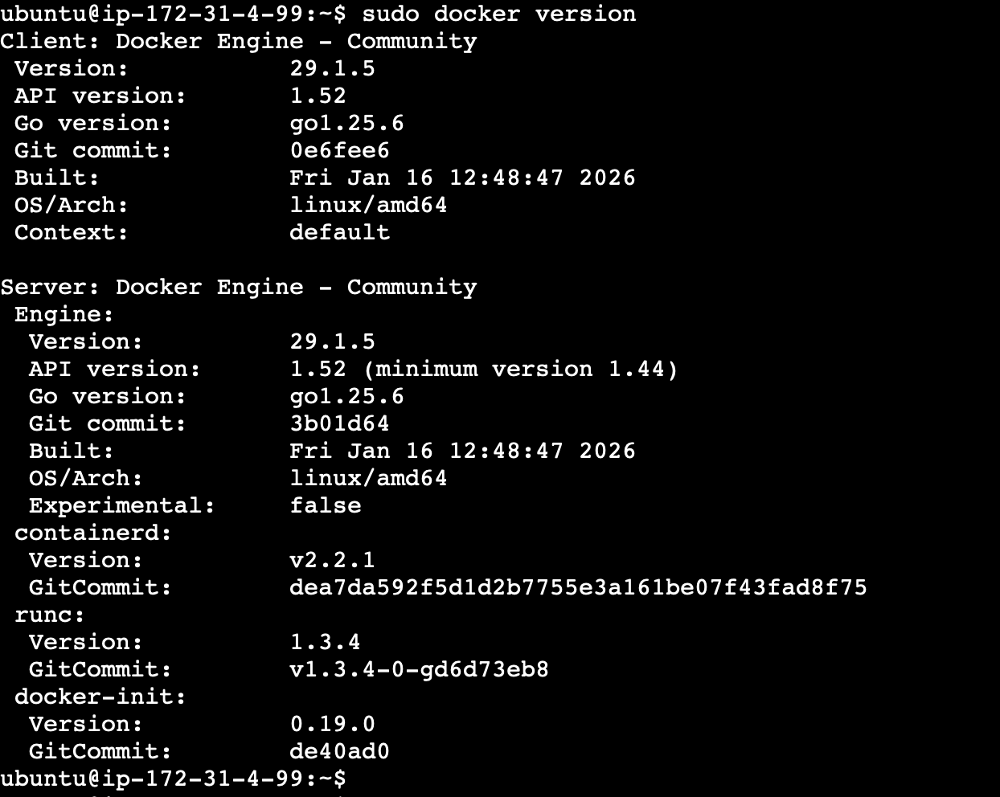 ubuntu@ip-172-31-4-99:~$ sudo docker version
Client: Docker Engine - Community
 Version:           29.1.5
 API version:       1.52
 Go version:        go1.25.6
 Git commit:        0e6fee6
 Built:             Fri Jan 16 12:48:47 2026
 OS/Arch:           linux/amd64
 Context:           default

Server: Docker Engine - Community
 Engine:
  Version:          29.1.5
  API version:      1.52 (minimum version 1.44)
  Go version:       go1.25.6
  Git commit:       3b01d64
  Built:            Fri Jan 16 12:48:47 2026
  OS/Arch:          linux/amd64
  Experimental:     false
 containerd:
  Version:          v2.2.1
  GitCommit:        dea7da592f5d1d2b7755e3a161be07f43fad8f75
 runc:
  Version:          1.3.4
  GitCommit:        v1.3.4-0-gd6d73eb8
 docker-init:
  Version:          0.19.0
  GitCommit:        de40ad0
ubuntu@ip-172-31-4-99:~$